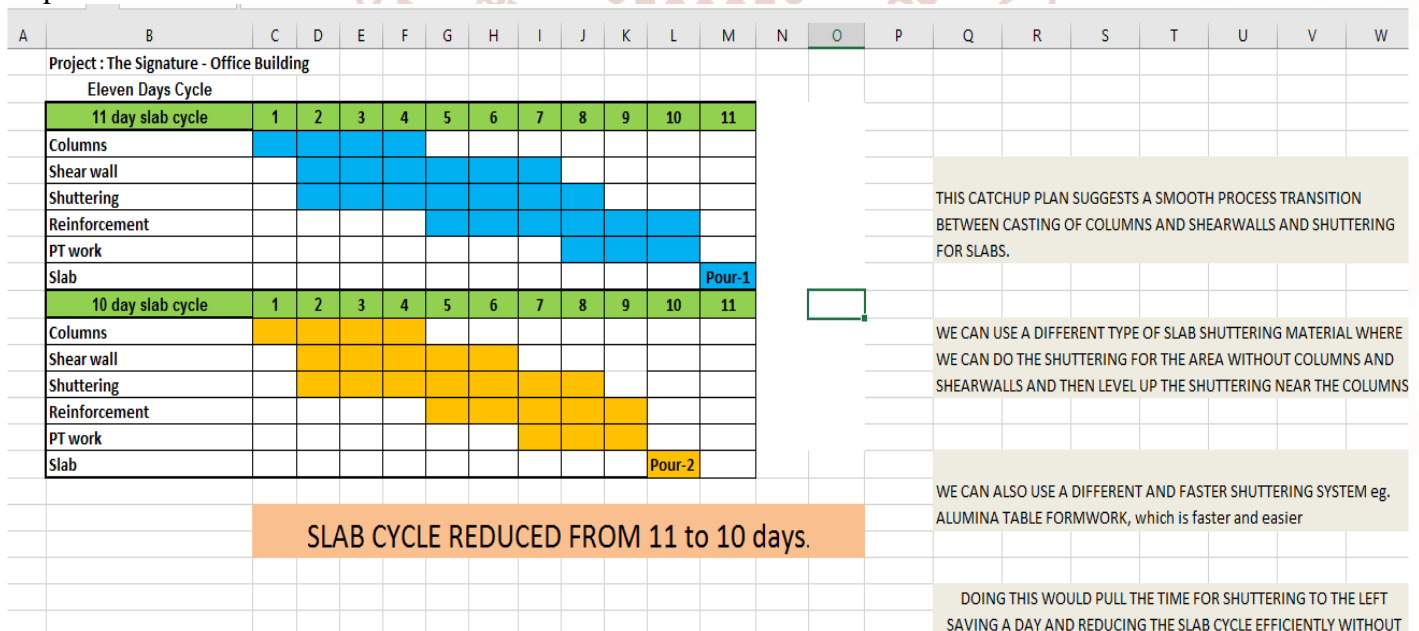 A B C D E F G H I J K L M N O P Q R S T U V W
Project : The Signature - Office Building
Eleven Days Cycle
11 day slab cycle 1 2 3 4 5 6 7 8 9 10 11
Columns
Shear wall
Shuttering
Reinforcement
PT work
Slab Pour-1
10 day slab cycle 1 2 3 4 5 6 7 8 9 10 11
Columns
Shear wall
Shuttering
Reinforcement
PT work
Slab Pour-2
SLAB CYCLE REDUCED FROM 11 to 10 days.
THIS CATCHUP PLAN SUGGESTS A SMOOTH PROCESS TRANSITION
BETWEEN CASTING OF COLUMNS AND SHEARWALLS AND SHUTTERING
FOR SLABS.
WE CAN USE A DIFFERENT TYPE OF SLAB SHUTTERING MATERIAL WHERE
WE CAN DO THE SHUTTERING FOR THE AREA WITHOUT COLUMNS AND
SHEARWALLS AND THEN LEVEL UP THE SHUTTERING NEAR THE COLUMNS
WE CAN ALSO USE A DIFFERENT AND FASTER SHUTTERING SYSTEM eg.
ALUMINA TABLE FORMWORK, which is faster and easier
DOING THIS WOULD PULL THE TIME FOR SHUTTERING TO THE LEFT
SAVING A DAY AND REDUCING THE SLAB CYCLE EFFICIENTLY WITHOUT